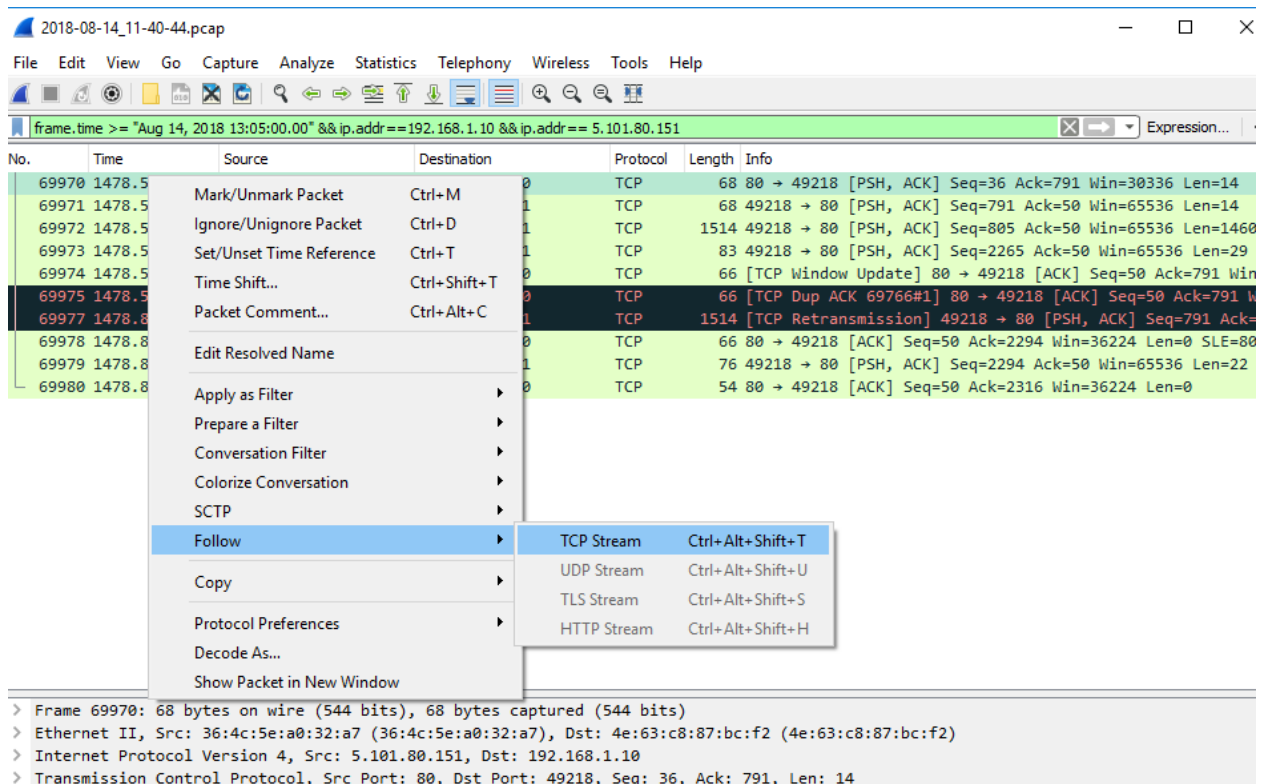 2018-08-14_11-40-44.pcap
File Edit View Go Capture Analyze Statistics Telephony Wireless Tools Help
frame.time >= "Aug 14, 2018 13:05:00.00" && ip.addr==192.168.1.10 && ip.addr== 5.101.80.151 Expression...
No. Time Source Destination Protocol Length Info
69970 1478.5 0 TCP 68 80 → 49218 [PSH, ACK] Seq=36 Ack=791 Win=30336 Len=14
69971 1478.5 1 TCP 68 49218 → 80 [PSH, ACK] Seq=791 Ack=50 Win=65536 Len=14
69972 1478.5 1 TCP 1514 49218 → 80 [PSH, ACK] Seq=805 Ack=50 Win=65536 Len=1460
69973 1478.5 1 TCP 83 49218 → 80 [PSH, ACK] Seq=2265 Ack=50 Win=65536 Len=29
69974 1478.5 0 TCP 66 [TCP Window Update] 80 → 49218 [ACK] Seq=50 Ack=791 Win
69975 1478.5 0 TCP 66 [TCP Dup ACK 69766#1] 80 → 49218 [ACK] Seq=50 Ack=791 W
69977 1478.8 1 TCP 1514 [TCP Retransmission] 49218 → 80 [PSH, ACK] Seq=791 Ack=
69978 1478.8 0 TCP 66 80 → 49218 [ACK] Seq=50 Ack=2294 Win=36224 Len=0 SLE=80
69979 1478.8 1 TCP 76 49218 → 80 [PSH, ACK] Seq=2294 Ack=50 Win=65536 Len=22
69980 1478.8 0 TCP 54 80 → 49218 [ACK] Seq=50 Ack=2316 Win=36224 Len=0
Mark/Unmark Packet Ctrl+M
Ignore/Unignore Packet Ctrl+D
Set/Unset Time Reference Ctrl+T
Time Shift... Ctrl+Shift+T
Packet Comment... Ctrl+Alt+C
Edit Resolved Name
Apply as Filter
Prepare a Filter
Conversation Filter
Colorize Conversation
SCTP
Follow
Copy
Protocol Preferences
Decode As...
Show Packet in New Window
TCP Stream Ctrl+Alt+Shift+T
UDP Stream Ctrl+Alt+Shift+U
TLS Stream Ctrl+Alt+Shift+S
HTTP Stream Ctrl+Alt+Shift+H
> Frame 69970: 68 bytes on wire (544 bits), 68 bytes captured (544 bits)
> Ethernet II, Src: 36:4c:5e:a0:32:a7 (36:4c:5e:a0:32:a7), Dst: 4e:63:c8:87:bc:f2 (4e:63:c8:87:bc:f2)
> Internet Protocol Version 4, Src: 5.101.80.151, Dst: 192.168.1.10
> Transmission Control Protocol, Src Port: 80, Dst Port: 49218, Seq: 36, Ack: 791, Len: 14